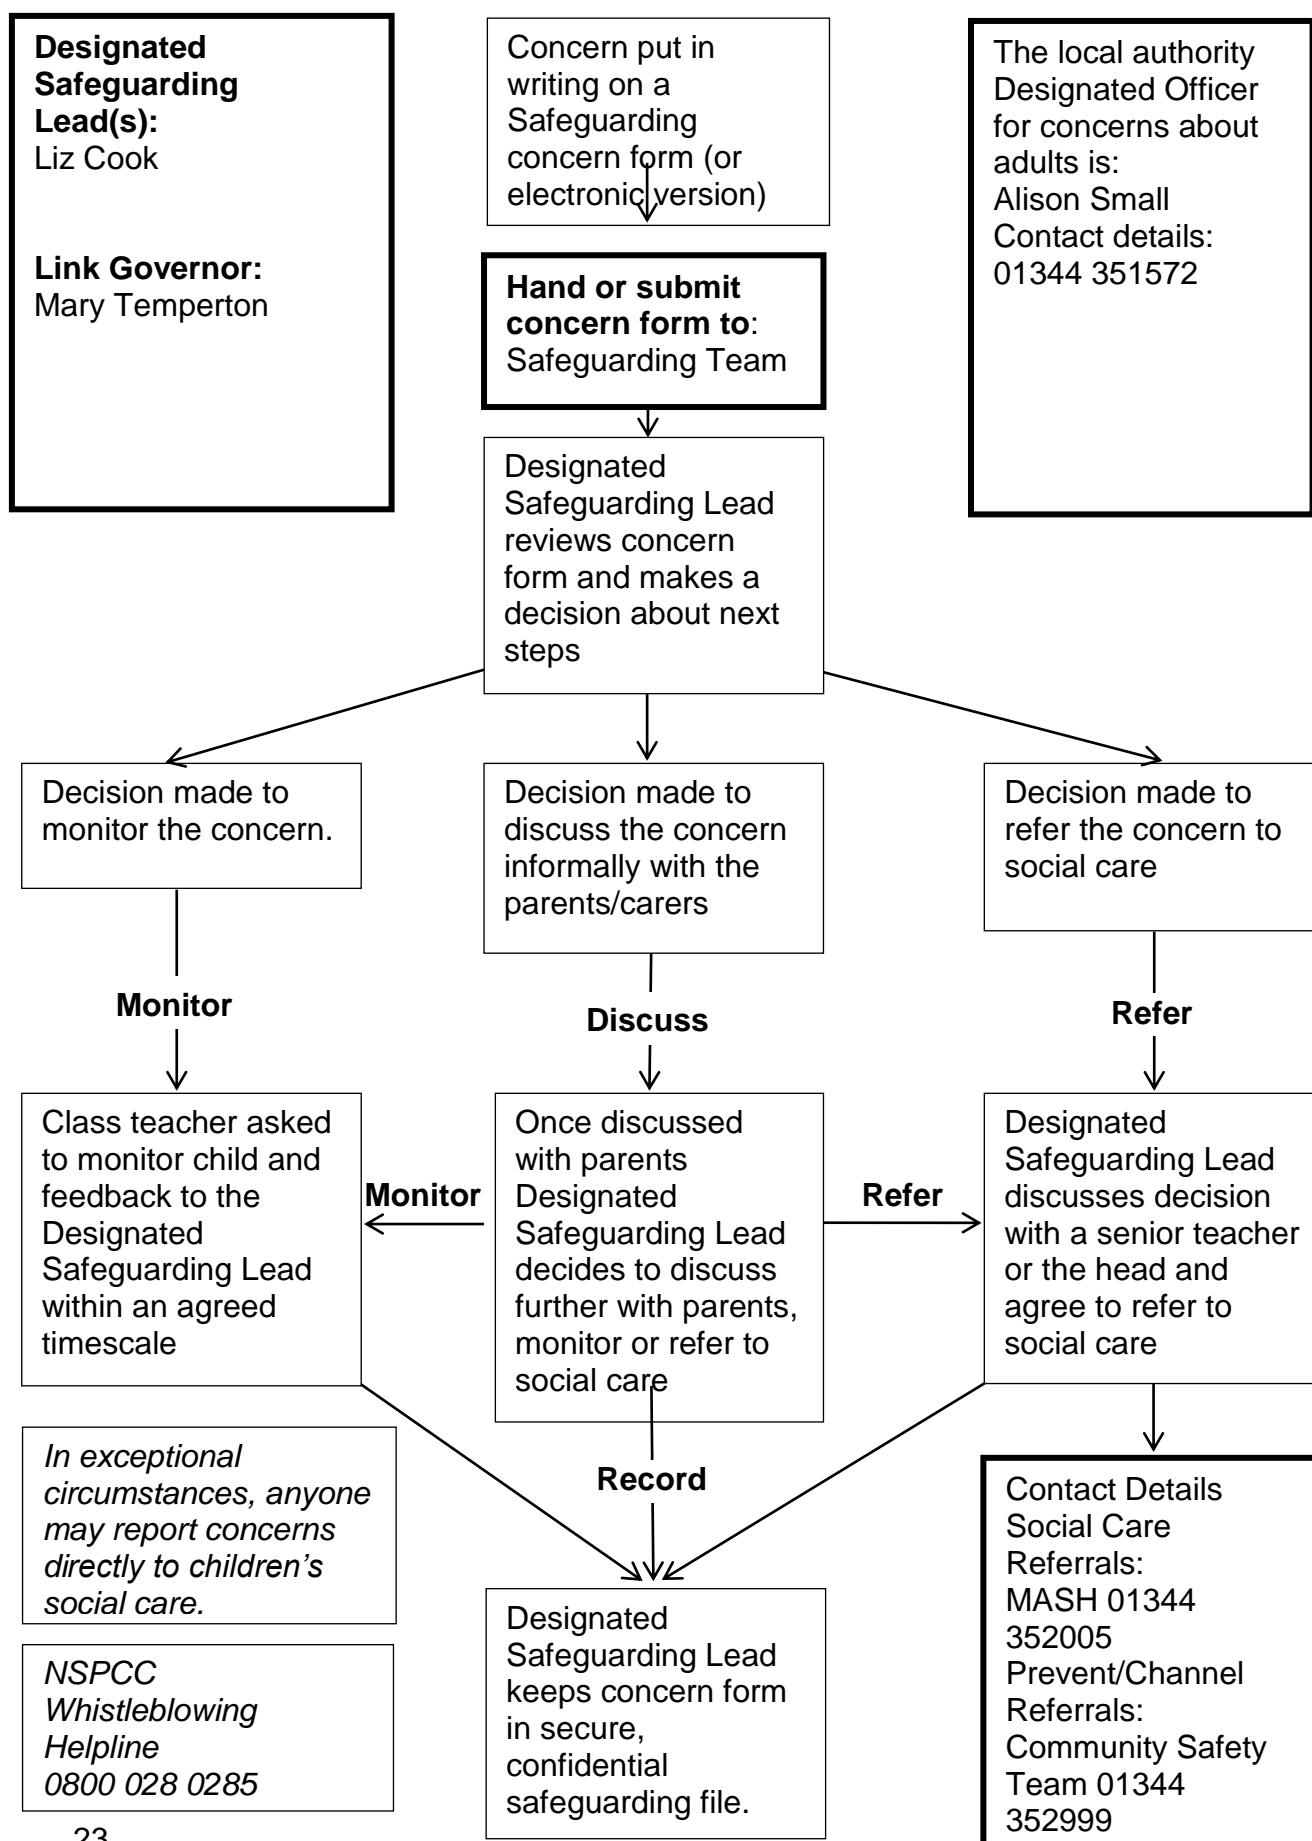 Designated
Safeguarding
Lead(s):
Liz Cook
Link Governor:
Mary Temperton
Concern put in
writing on a
Safeguarding
concern form (or
electronic version)
The local authority
Designated Officer
for concerns about
adults is:
Alison Small
Contact details:
01344 351572
Hand or submit
concern form to:
Safeguarding Team
Designated
Safeguarding Lead
reviews concern
form and makes a
decision about next
steps
Decision made to
monitor the concern.
Decision made to
discuss the concern
informally with the
parents/carers
Decision made to
refer the concern to
social care
Monitor
Discuss
Refer
Class teacher asked
to monitor child and
feedback to the
Designated
Safeguarding Lead
within an agreed
timescale
Monitor
Once discussed
with parents
Designated
Safeguarding Lead
decides to discuss
further with parents,
monitor or refer to
social care
Refer
Designated
Safeguarding Lead
discusses decision
with a senior teacher
or the head and
agree to refer to
social care
In exceptional
circumstances, anyone
may report concerns
directly to children’s
social care.
Record
NSPCC
Whistleblowing
Helpline
0800 028 0285
Designated
Safeguarding Lead
keeps concern form
in secure,
confidential
safeguarding file.
Contact Details
Social Care
Referrals:
MASH 01344
352005
Prevent/Channel
Referrals:
Community Safety
Team 01344
352999
23